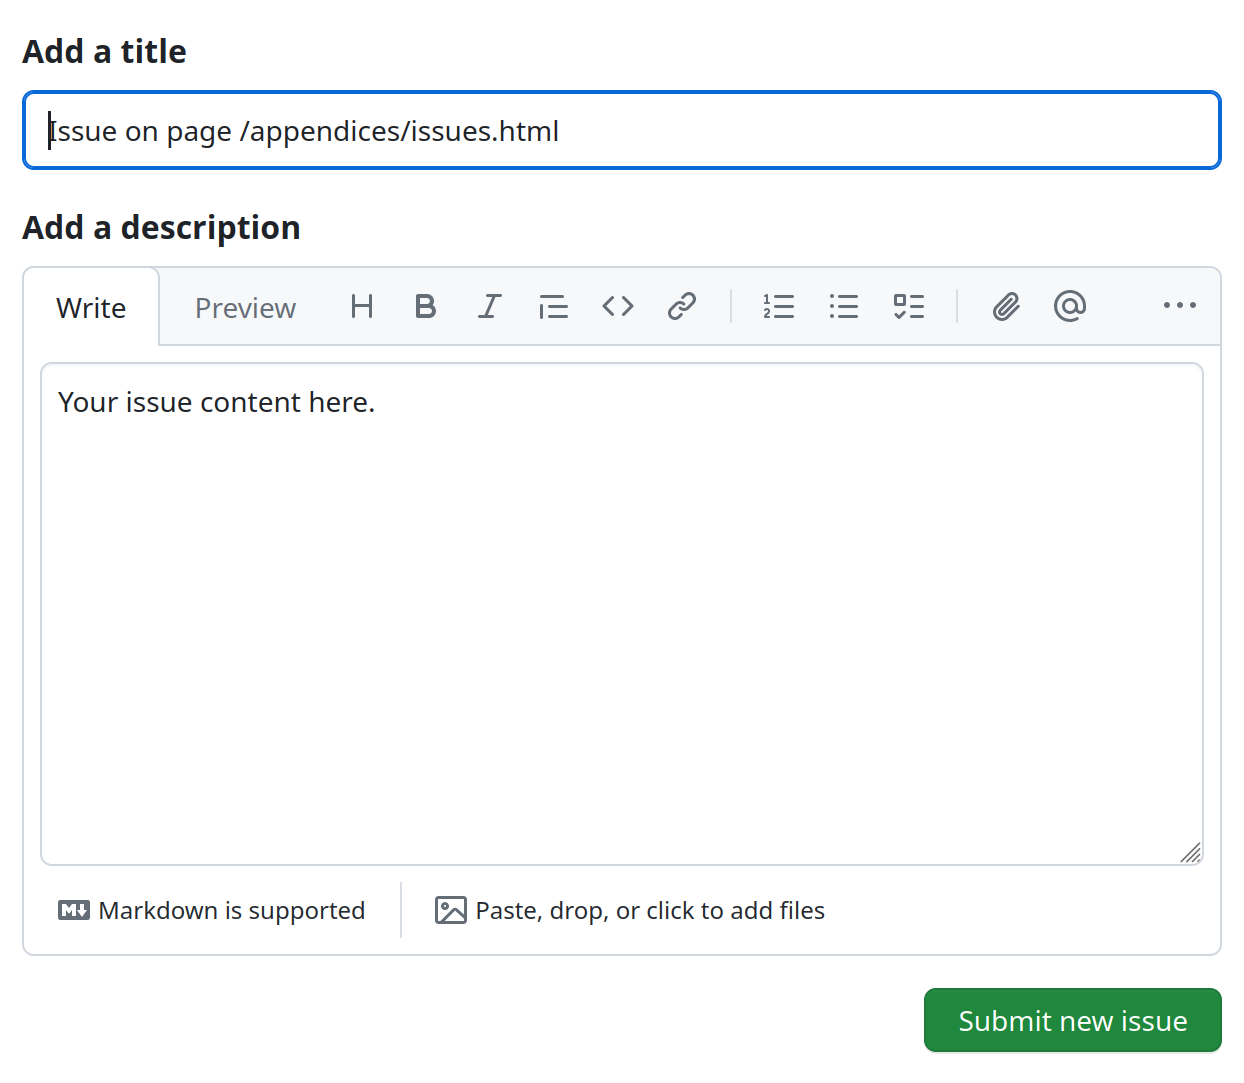 Add a title
Issue on page /appendices/issues.html
Add a description
Write Preview
Your issue content here.
Markdown is supported
Paste, drop, or click to add files
Submit new issue